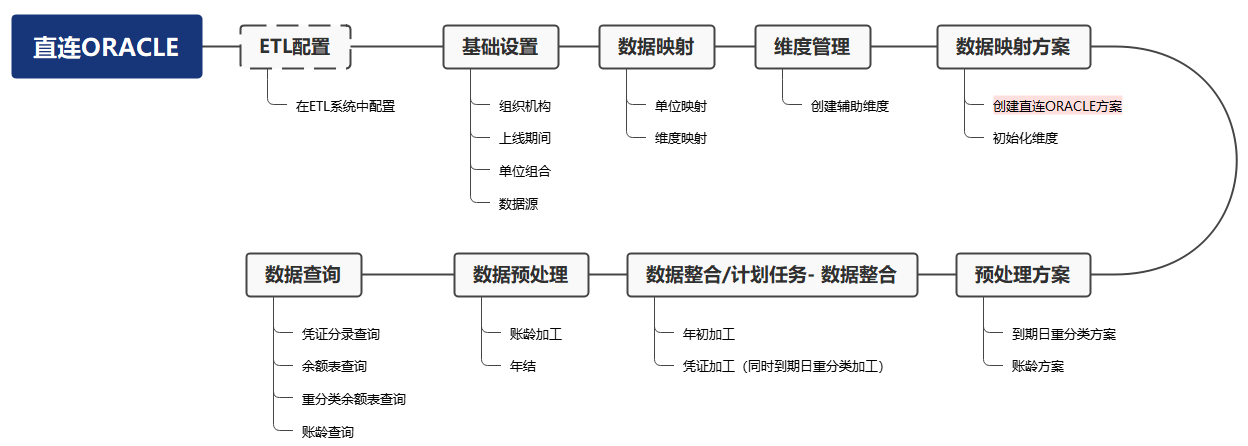 直连ORACLE
ETL配置
在ETL系统中配置
基础设置
组织机构
上线期间
单位组合
数据源
数据映射
单位映射
维度映射
维度管理
创建辅助维度
数据映射方案
创建直连ORACLE方案
初始化维度
预处理方案
到期日重分类方案
账龄方案
数据整合/计划任务- 数据整合
年初加工
凭证加工（同时到期日重分类加工）
数据预处理
账龄加工
年结
数据查询
凭证分录查询
余额表查询
重分类余额表查询
账龄查询